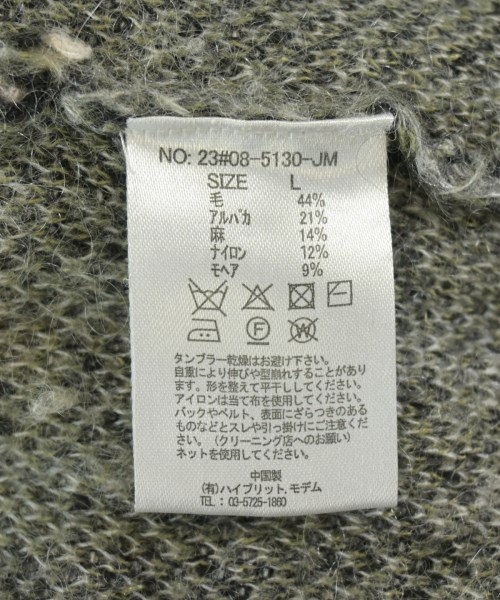 NO: 23#08-5130-JM
SIZE L
毛 44%
アルパカ 21%
麻 14%
ナイロン 12%
モヘア 9%
F W
タンブラー乾燥はお避け下さい。
自重により伸びや型崩れすることがあり
ます。形を整えて平干ししてください。
アイロンは当て布を使用してください。
バックやベルト、表面にざらつきのある
ものなどとスレや引っ掛けにご注意くだ
さい。（クリーニング店へのお願い）
ネットを使用してください。
中国製
(有)ハイブリット.モデム
TEL : 03-5725-1860